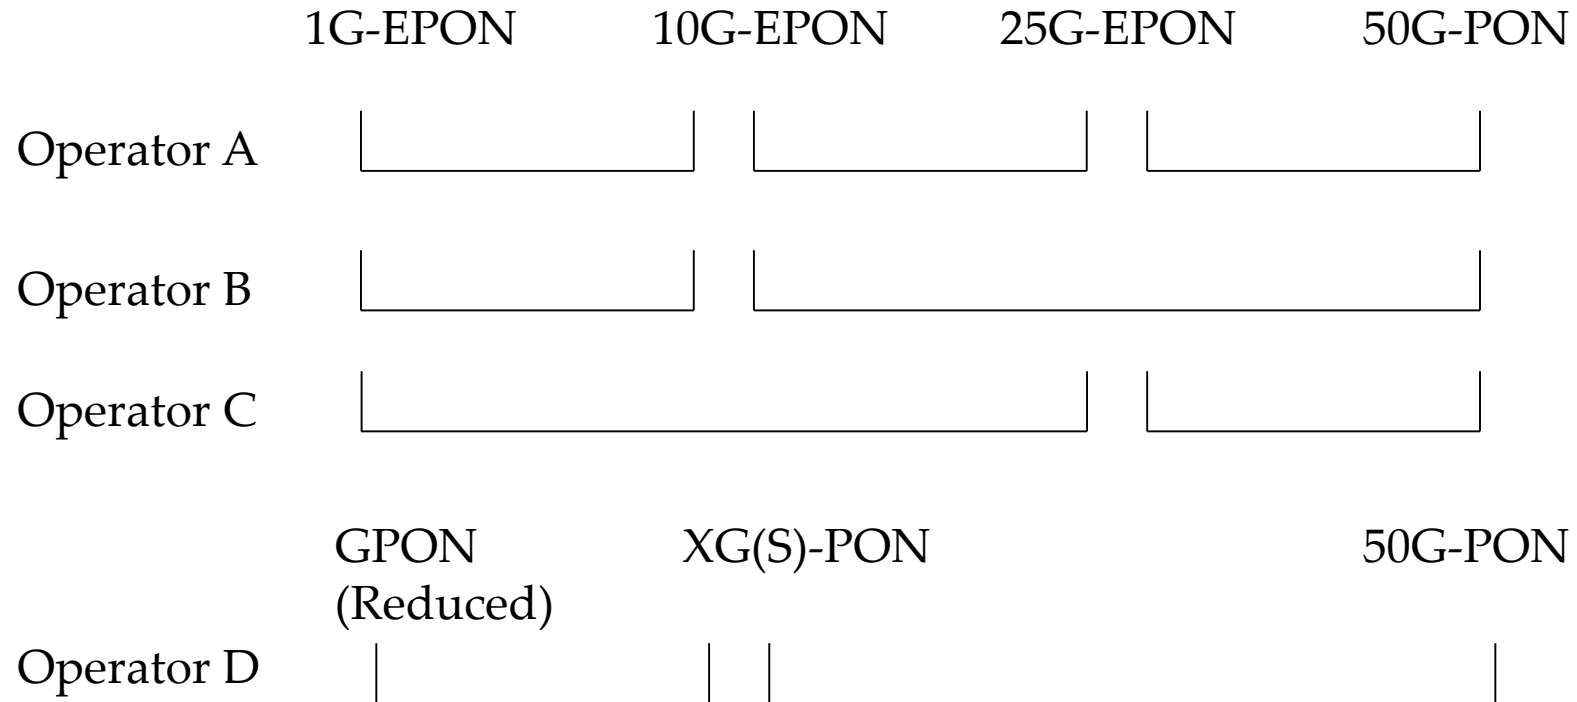 1G-EPON 10G-EPON 25G-EPON 50G-PON
Operator A
Operator B
Operator C
GPON XG(S)-PON 50G-PON
(Reduced)
Operator D